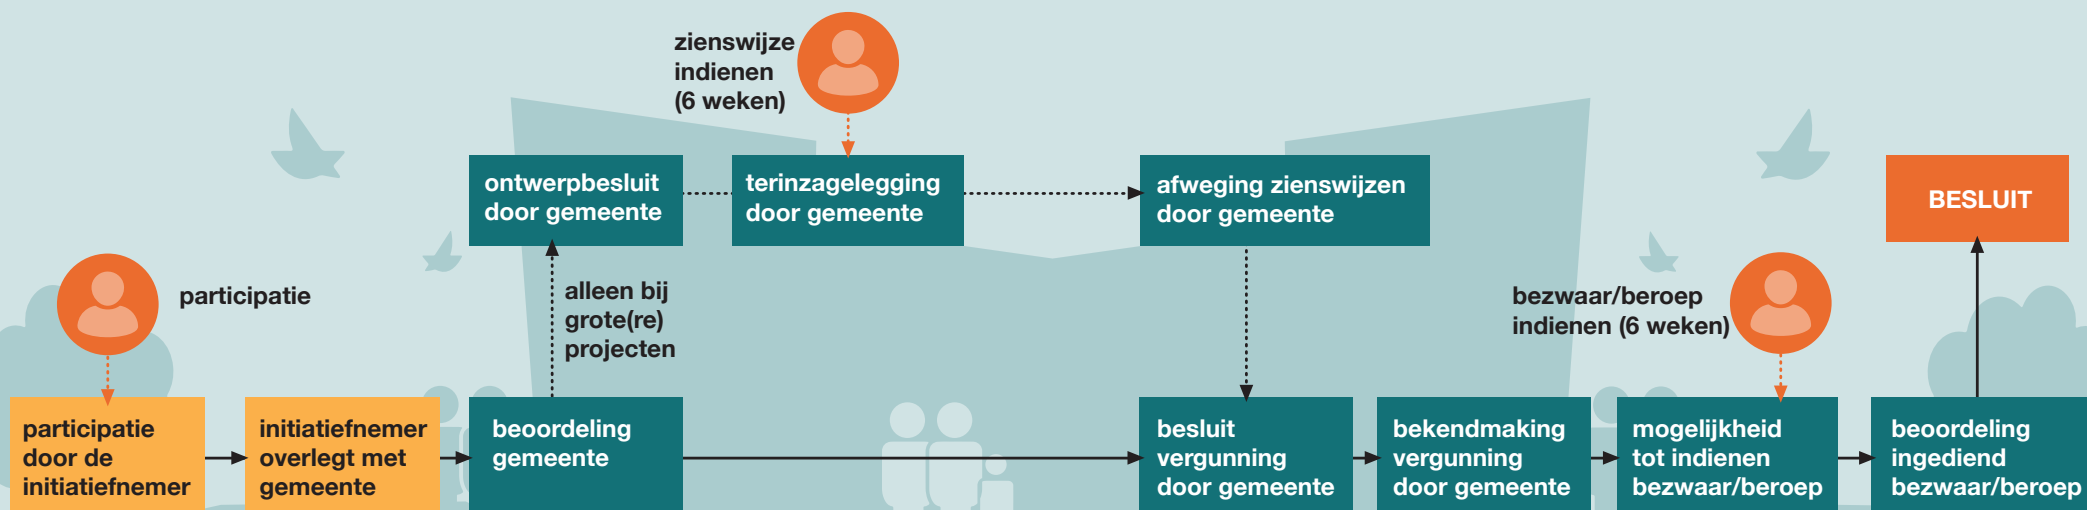 zienswijze
indienen
(6 weken)
ontwerpbesluit
door gemeente
terinzagelegging
door gemeente
afweging zienswijzen
door gemeente
BESLUIT
participatie
alleen bij
grote(re)
projecten
bezwaar/beroep
indienen (6 weken)
participatie
door de
initiatiefnemer
initiatiefnemer
overlegt met
gemeente
beoordeling
gemeente
besluit
vergunning
door gemeente
bekendmaking
vergunning
door gemeente
mogelijkheid
tot indienen
bezwaar/beroep
beoordeling
ingediend
bezwaar/beroep